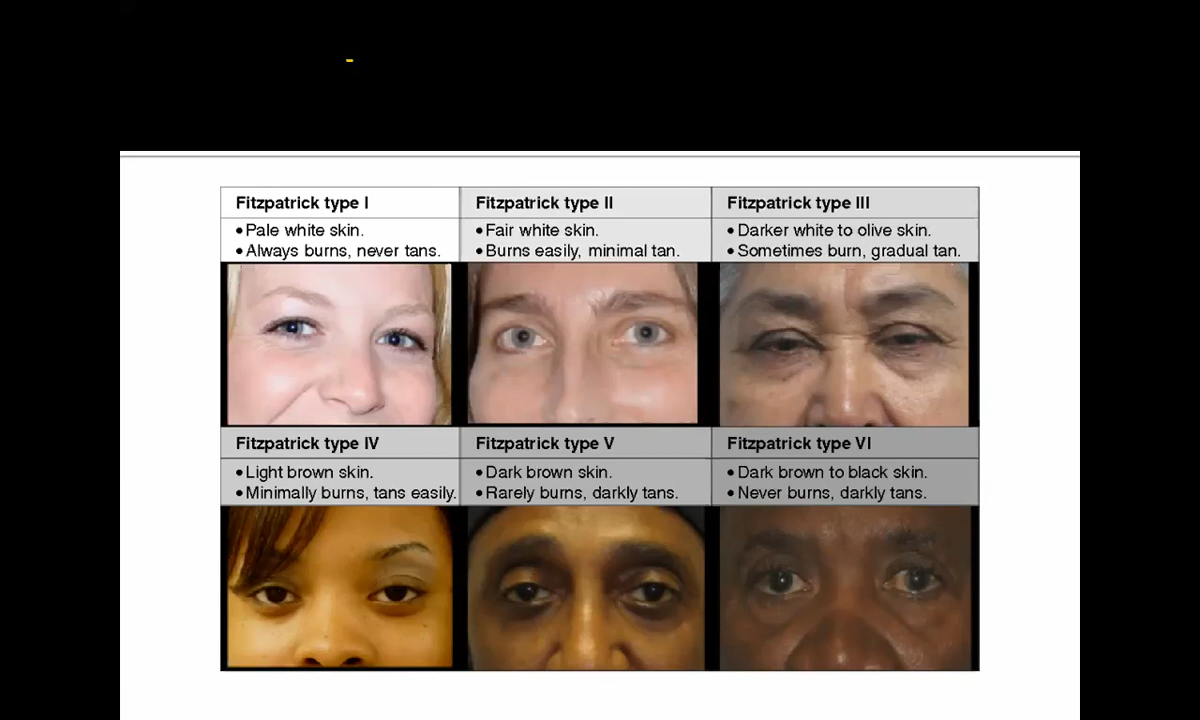 Fitzpatrick type I
• Pale white skin.
• Always burns, never tans.
Fitzpatrick type II
• Fair white skin.
• Burns easily, minimal tan.
Fitzpatrick type III
• Darker white to olive skin.
• Sometimes burn, gradual tan.
Fitzpatrick type IV
• Light brown skin.
• Minimally burns, tans easily.
Fitzpatrick type V
• Dark brown skin.
• Rarely burns, darkly tans.
Fitzpatrick type VI
• Dark brown to black skin.
• Never burns, darkly tans.